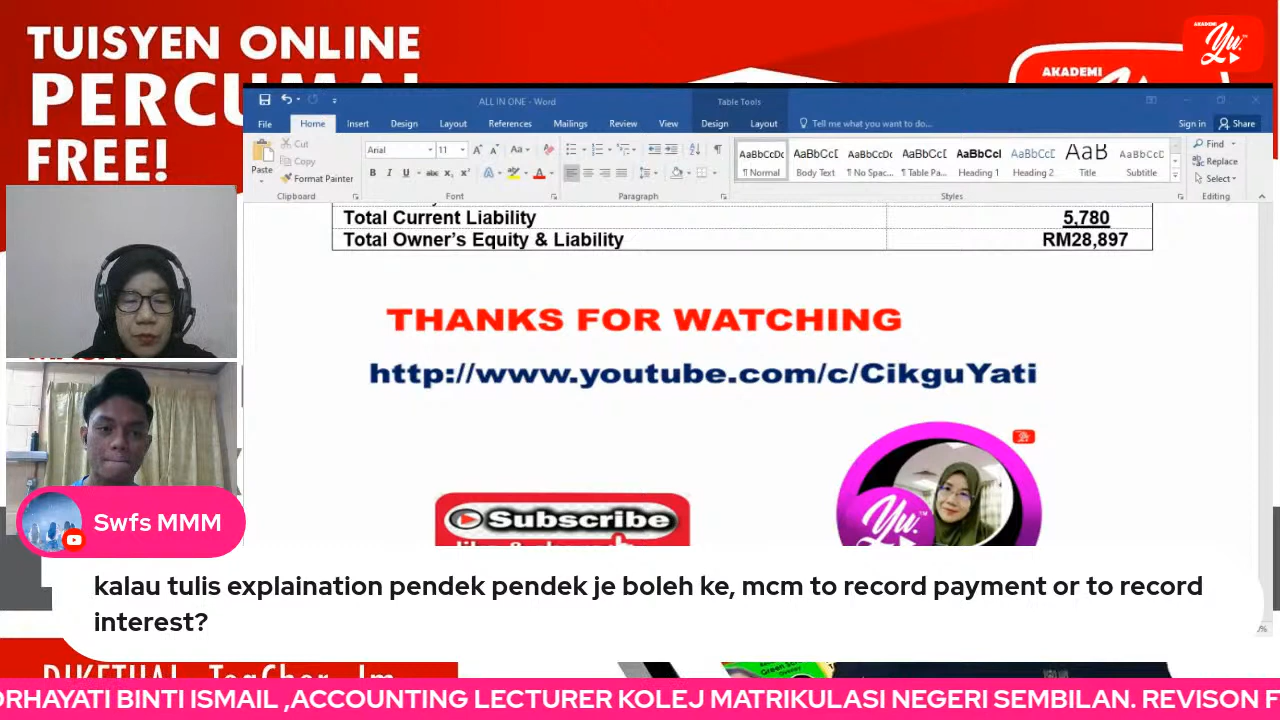 TUISYEN ONLINE
PERCUMA!
FREE!
AKADEMI
AKADEMI
ALL IN ONE - Word
Table Tools
File Home Insert Design Layout References Mailings Review View Design Layout Tell me what you want to do... Sign in Share
Cut
Copy
Format Painter
Paste
Arial 11
Find
Replace
Select
AaBbCcDc AaBbCcI AaBbCcDc AaBbCcI AaBbCcI AaBbCcD AaB AaBbCcD
¶ Normal Body Text ¶ No Spac... ¶ Table Pa... Heading 1 Heading 2 Title Subtitle
Clipboard Font Paragraph Styles Editing
Total Current Liability 5,780
Total Owner's Equity & Liability RM28,897
THANKS FOR WATCHING
http://www.youtube.com/c/CikguYati
Subscribe
Swfs MMM
kalau tulis explaination pendek pendek je boleh ke, mcm to record payment or to record
interest?
ORHAYATI BINTI ISMAIL ,ACCOUNTING LECTURER KOLEJ MATRIKULASI NEGERI SEMBILAN. REVISON F